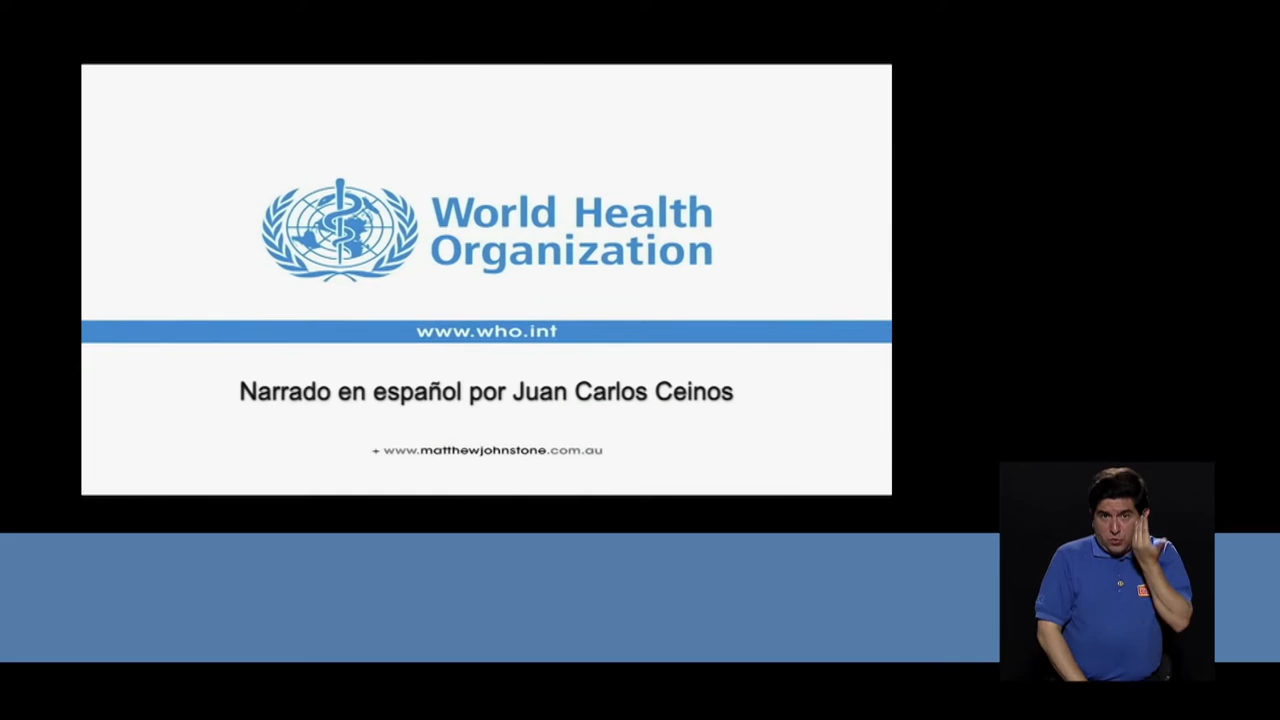 World Health
Organization
www.who.int
Narrado en español por Juan Carlos Ceinos
+ www.matthewjohnstone.com.au